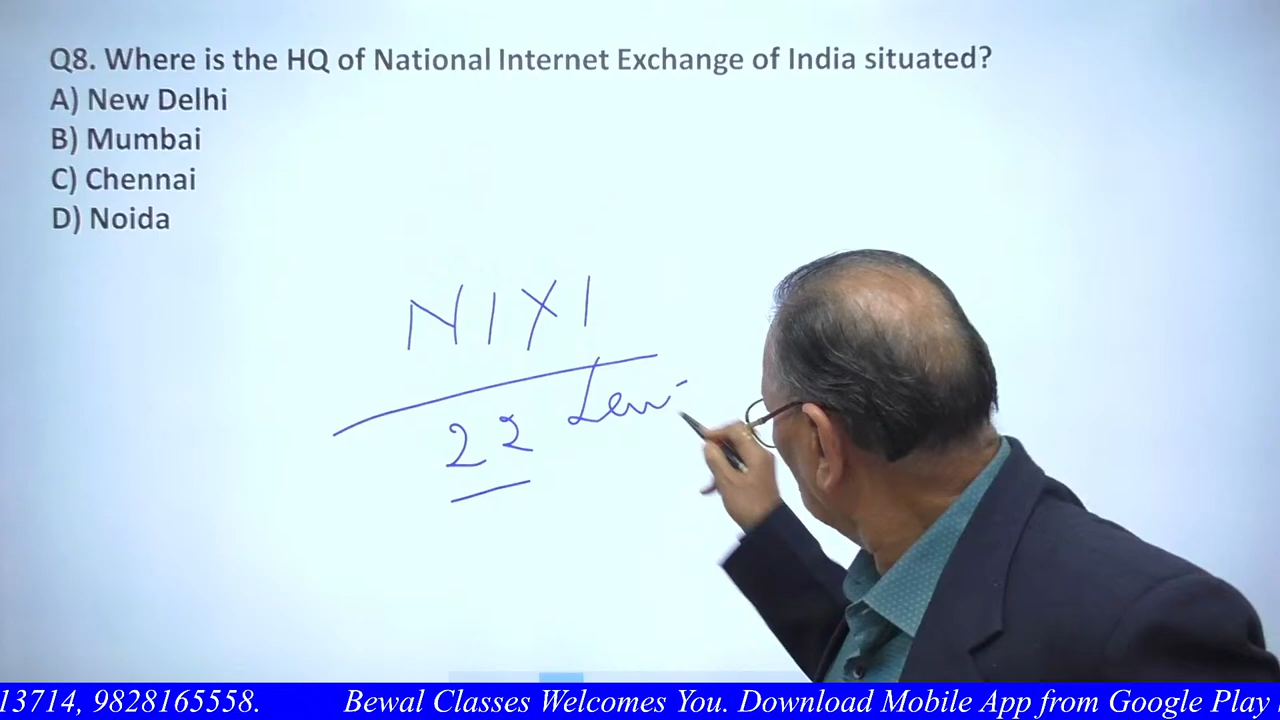 Q8. Where is the HQ of National Internet Exchange of India situated?
A) New Delhi
B) Mumbai
C) Chennai
D) Noida
NIXI
22
13714, 9828165558. Bewal Classes Welcomes You. Download Mobile App from Google Play